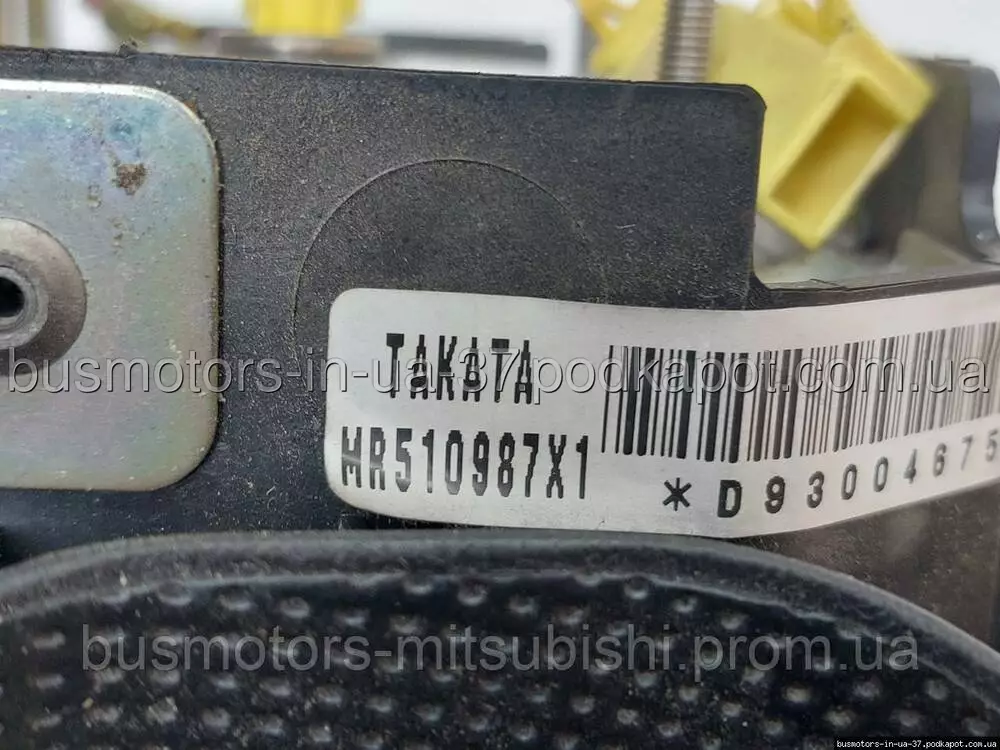 TAKATA
busmotors-in-ua-37.podkapot.com.ua
MR510987X1
*D93004675
busmotors-mitsubishi.prom.ua
busmotors-in-ua-37.podkapot.com.ua